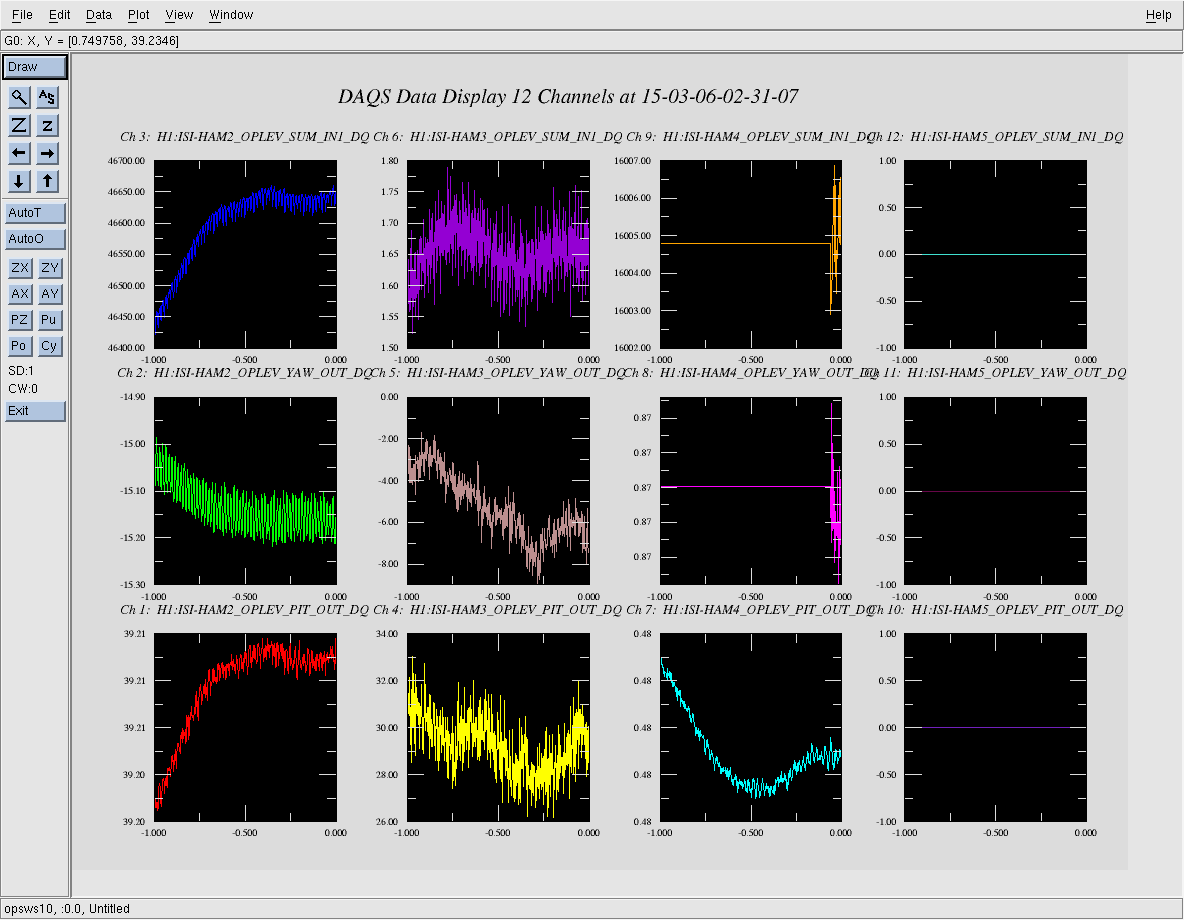 File Edit Data Plot View Window Help
G0: X, Y = [0.749758, 39.2346]
Draw
A S
Z z
AutoT
AutoO
ZX ZY
AX AY
PZ Pu
Po Cy
SD:1
CW:0
Exit
DAQS Data Display 12 Channels at 15-03-06-02-31-07
Ch 3: H1:ISI-HAM2_OPLEV_SUM_IN1_DQ
46700.00
46650.00
46600.00
46550.00
46500.00
46450.00
46400.00
-1.000 -0.500 0.000
Ch 6: H1:ISI-HAM3_OPLEV_SUM_IN1_DQ
1.80
1.75
1.70
1.65
1.60
1.55
1.50
-1.000 -0.500 0.000
Ch 9: H1:ISI-HAM4_OPLEV_SUM_IN1_DQ
16007.00
16006.00
16005.00
16004.00
16003.00
16002.00
-1.000 -0.500 0.000
Ch 12: H1:ISI-HAM5_OPLEV_SUM_IN1_DQ
1.00
0.50
0.00
-0.50
-1.00
-1.000 -0.500 0.000
Ch 2: H1:ISI-HAM2_OPLEV_YAW_OUT_DQ
-14.90
-15.00
-15.10
-15.20
-15.30
-1.000 -0.500 0.000
Ch 5: H1:ISI-HAM3_OPLEV_YAW_OUT_DQ
0.00
-2.00
-4.00
-6.00
-8.00
-1.000 -0.500 0.000
Ch 8: H1:ISI-HAM4_OPLEV_YAW_OUT_DQ
0.87
0.87
0.87
0.87
0.87
-1.000 -0.500 0.000
Ch 11: H1:ISI-HAM5_OPLEV_YAW_OUT_DQ
1.00
0.50
0.00
-0.50
-1.00
-1.000 -0.500 0.000
Ch 1: H1:ISI-HAM2_OPLEV_PIT_OUT_DQ
39.21
39.21
39.21
39.20
39.20
-1.000 -0.500 0.000
Ch 4: H1:ISI-HAM3_OPLEV_PIT_OUT_DQ
34.00
32.00
30.00
28.00
26.00
-1.000 -0.500 0.000
Ch 7: H1:ISI-HAM4_OPLEV_PIT_OUT_DQ
0.48
0.48
0.48
0.48
0.48
-1.000 -0.500 0.000
Ch 10: H1:ISI-HAM5_OPLEV_PIT_OUT_DQ
1.00
0.50
0.00
-0.50
-1.00
-1.000 -0.500 0.000
opsws10, :0.0, Untitled